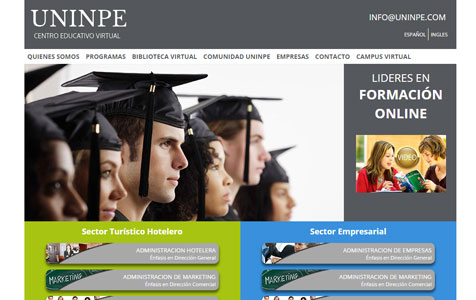 UNINPE
CENTRO EDUCATIVO VIRTUAL
INFO@UNINPE.COM
ESPAÑOL | INGLES
QUIENES SOMOS PROGRAMAS BIBLIOTECA VIRTUAL COMUNIDAD UNINPE EMPRESAS CONTACTO CAMPUS VIRTUAL
LIDERES EN
FORMACIÓN
ONLINE
VIDEO
Sector Turístico Hotelero
ADMINISTRACION HOTELERA
Énfasis en Dirección General
MARKETING
ADMINISTRACION DE MARKETING
Énfasis en Dirección Comercial
Sector Empresarial
ADMINISTRACION DE EMPRESAS
Énfasis en Dirección General
MARKETING
ADMINISTRACION DE MARKETING
Énfasis en Dirección Comercial